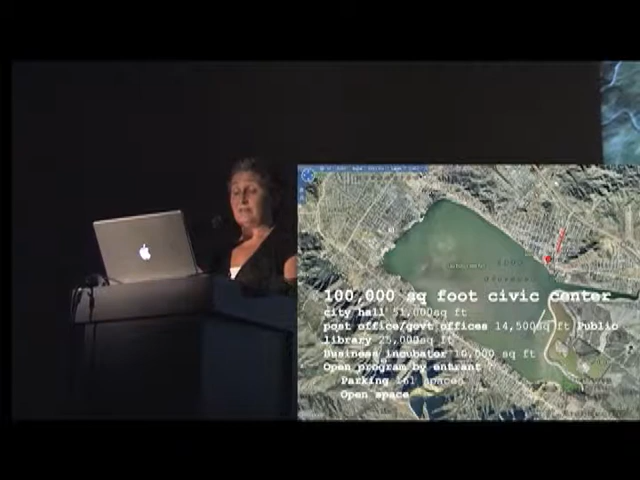 100,000 sq foot civic center
city hall 51,000sq ft
post office/govt offices 14,500sq ft Public
library 25,000sq ft
Business incubator 10,000 sq ft
Open program by entrant
Parking 161 spaces
Open space